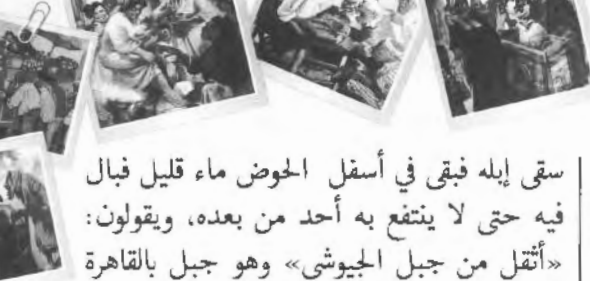 سقى إبله فبقى في أسفل الحوض ماء قليل فبال
فيه حتى لا ينتفع به أحد من بعده، ويقولون:
«أثقل من جبل الجيوشى» وهو جبل بالقاهرة